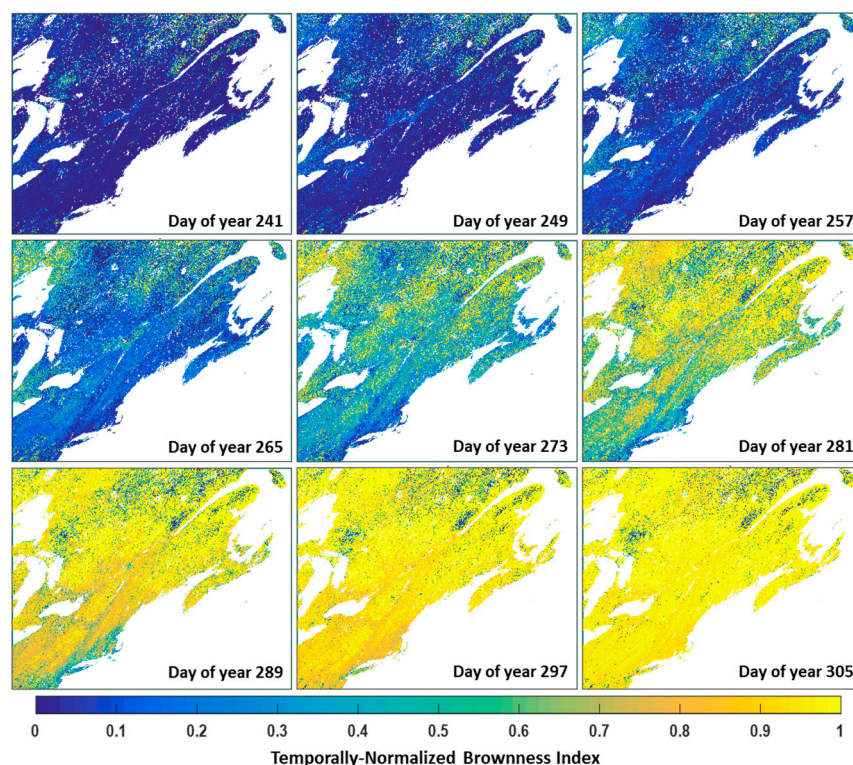 Day of year 241
Day of year 249
Day of year 257
Day of year 265
Day of year 273
Day of year 281
Day of year 289
Day of year 297
Day of year 305
0 0.1 0.2 0.3 0.4 0.5 0.6 0.7 0.8 0.9 1
Temporally-Normalized Brownness Index